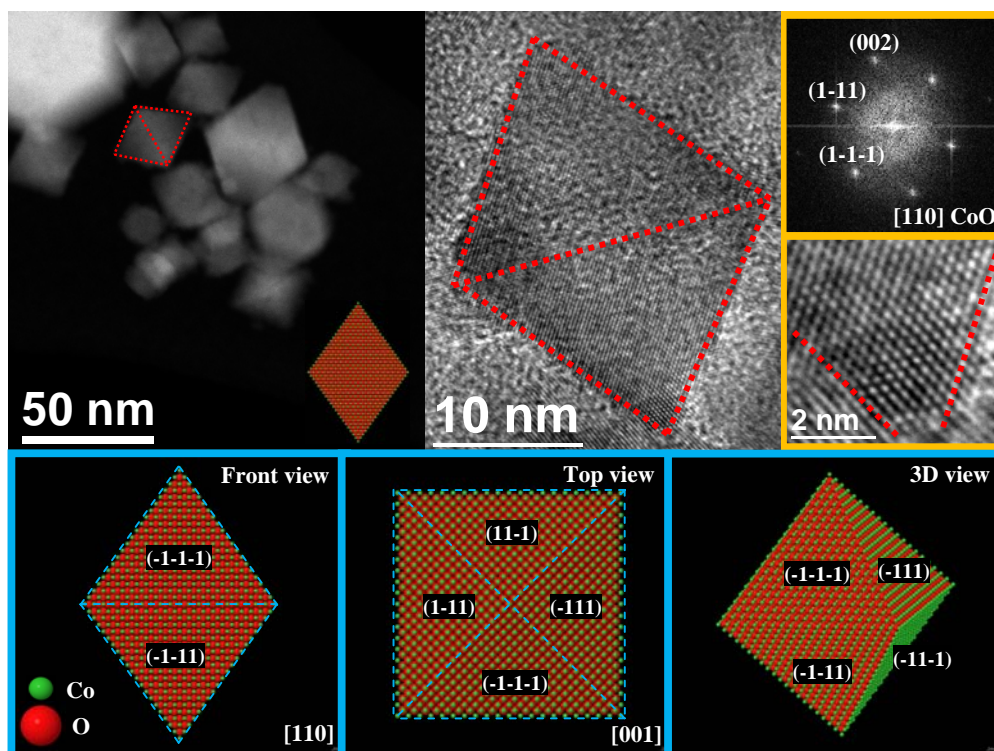 (002)
(1-11)
(1-1-1)
[110] CoO
50 nm
10 nm
2 nm
Front view
(-1-1-1)
(-1-11)
Co
O
[110]
Top view
(11-1)
(1-11)
(-111)
(-1-1-1)
[001]
3D view
(-1-1-1)
(-111)
(-1-11)
(-11-1)